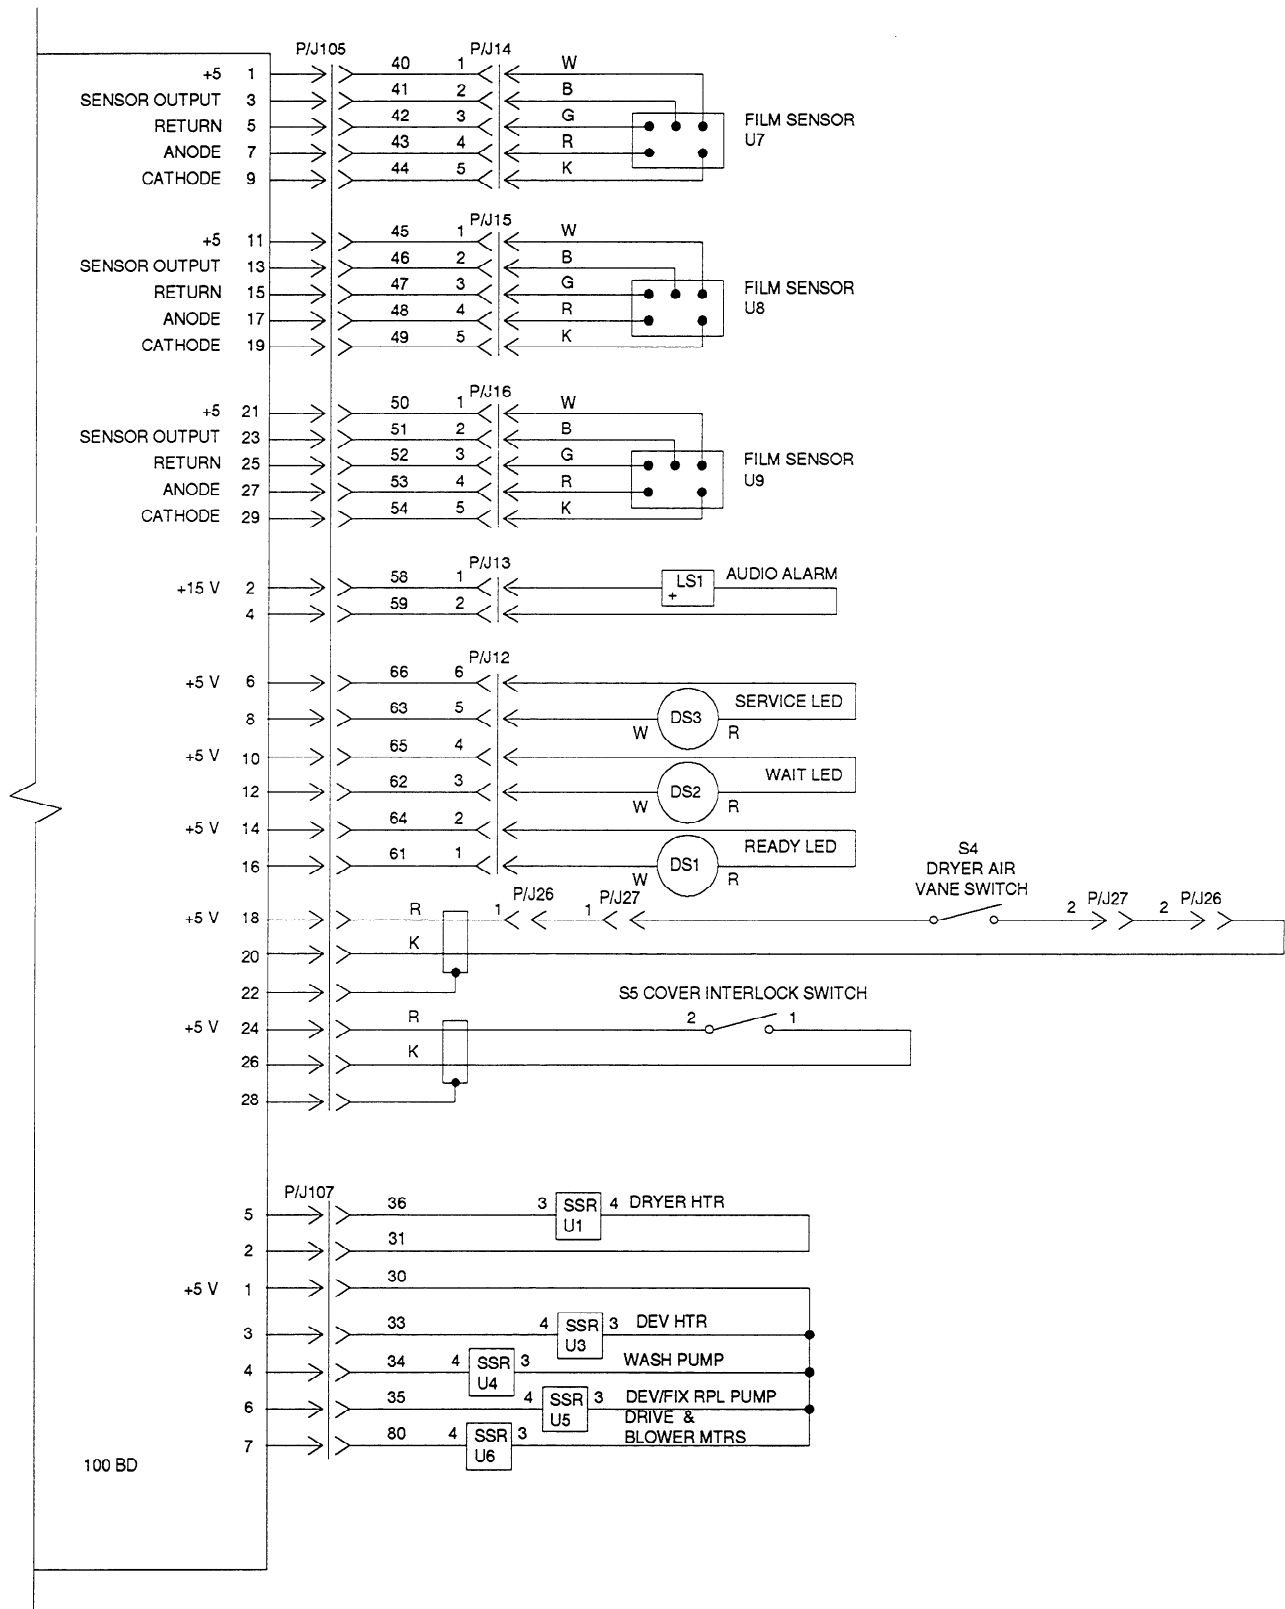 P/J105 P/J14
+5 1 40 1 W
SENSOR OUTPUT 3 41 2 B
RETURN 5 42 3 G
ANODE 7 43 4 R
CATHODE 9 44 5 K
FILM SENSOR
U7
P/J15
+5 11 45 1 W
SENSOR OUTPUT 13 46 2 B
RETURN 15 47 3 G
ANODE 17 48 4 R
CATHODE 19 49 5 K
FILM SENSOR
U8
P/J16
+5 21 50 1 W
SENSOR OUTPUT 23 51 2 B
RETURN 25 52 3 G
ANODE 27 53 4 R
CATHODE 29 54 5 K
FILM SENSOR
U9
P/J13
+15 V 2 58 1 LS1 + AUDIO ALARM
4 59 2
P/J12
+5 V 6 66 6
SERVICE LED
8 63 5 W DS3 R
+5 V 10 65 4
WAIT LED
12 62 3 W DS2 R
+5 V 14 64 2
READY LED
16 61 1 W DS1 R
S4
DRYER AIR
VANE SWITCH
P/J26 P/J27 P/J27 P/J26
+5 V 18 R 1 1 2 2
20 K
22
S5 COVER INTERLOCK SWITCH
+5 V 24 R 2 1
26 K
28
P/J107
5 36 3 SSR U1 4 DRYER HTR
2 31
+5 V 1 30
3 33 4 SSR U3 3 DEV HTR
4 34 4 SSR U4 3 WASH PUMP
6 35 4 SSR U5 3 DEV/FIX RPL PUMP
DRIVE &
BLOWER MTRS
7 80 4 SSR U6 3
100 BD